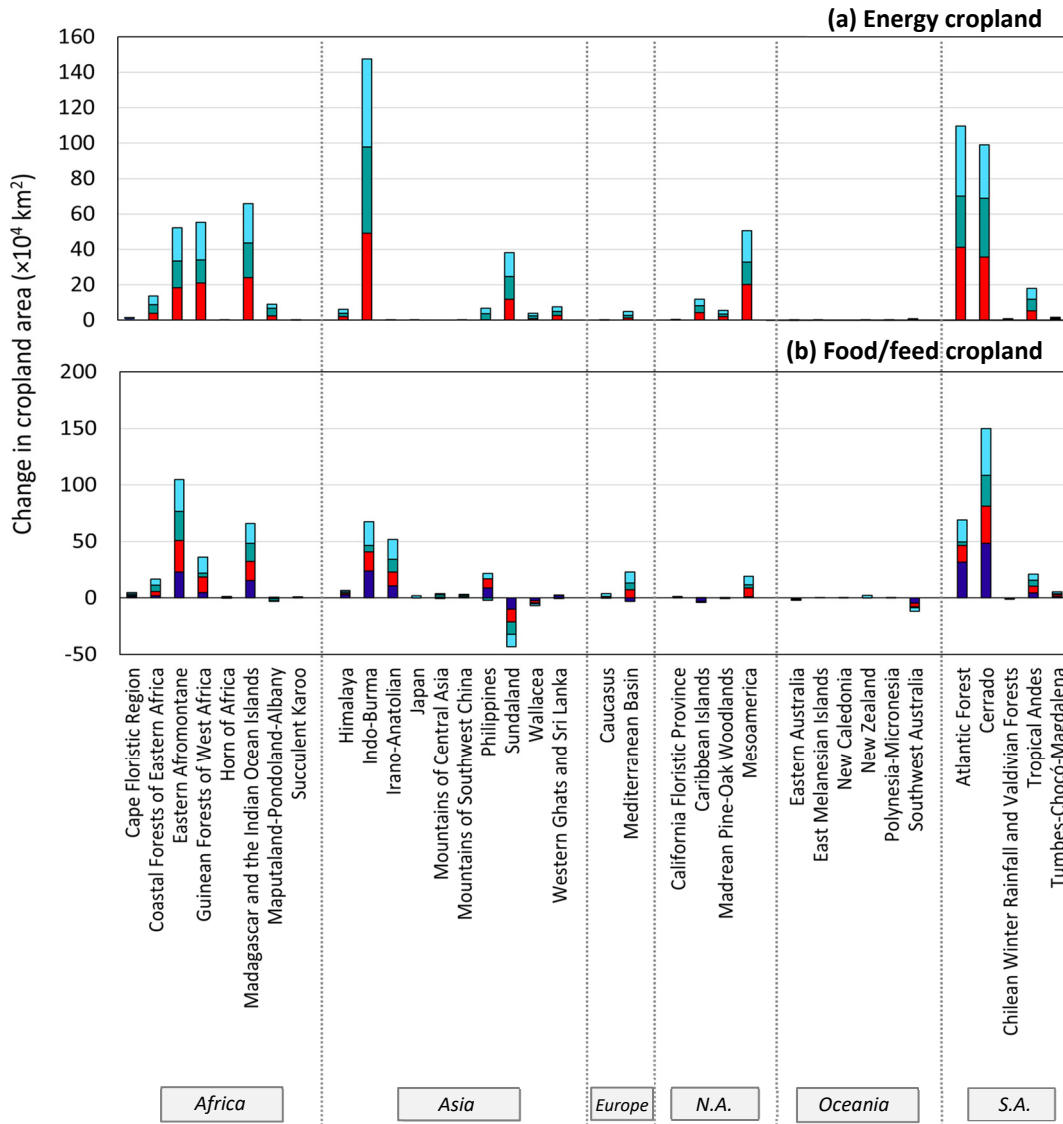 (a) Energy cropland
160
140
120
100
80
60
40
20
0
Change in cropland area (×10⁴ km²)
(b) Food/feed cropland
200
150
100
50
0
-50
Cape Floristic Region
Coastal Forests of Eastern Africa
Eastern Afromontane
Guinean Forests of West Africa
Horn of Africa
Madagascar and the Indian Ocean Islands
Maputaland-Pondoland-Albany
Succulent Karoo
Himalaya
Indo-Burma
Irano-Anatolian
Japan
Mountains of Central Asia
Mountains of Southwest China
Philippines
Sundaland
Wallacea
Western Ghats and Sri Lanka
Caucasus
Mediterranean Basin
California Floristic Province
Caribbean Islands
Madrean Pine-Oak Woodlands
Mesoamerica
Eastern Australia
East Melanesian Islands
New Caledonia
New Zealand
Polynesia-Micronesia
Southwest Australia
Atlantic Forest
Cerrado
Chilean Winter Rainfall and Valdivian Forests
Tropical Andes
Tumbes-Chocó-Magdalena
Africa
Asia
Europe
N.A.
Oceania
S.A.